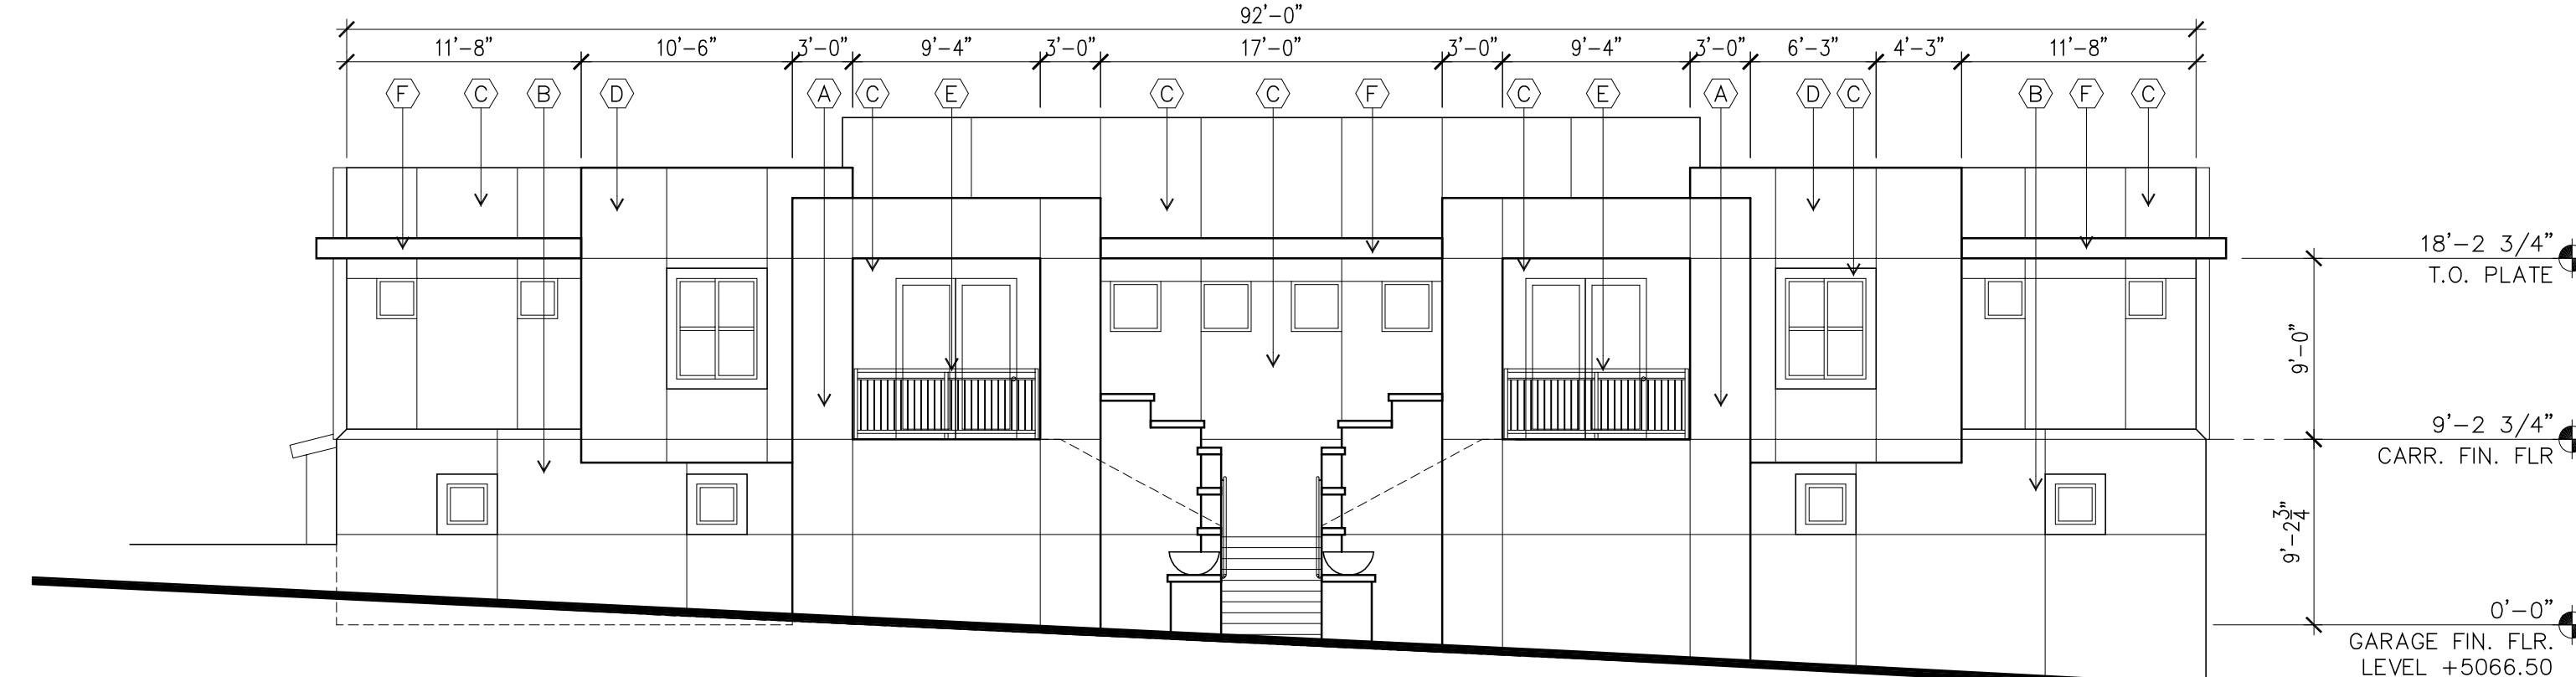 92'-0"
11'-8" 10'-6" 3'-0" 9'-4" 3'-0" 17'-0" 3'-0" 9'-4" 3'-0" 6'-3" 4'-3" 11'-8"
F C B D A C E C C F C E A D C B F C
18'-2 3/4"
T.O. PLATE
9'-0"
9'-2 3/4"
CARR. FIN. FLR
9'-2 3/4"
0'-0"
GARAGE FIN. FLR.
LEVEL +5066.50